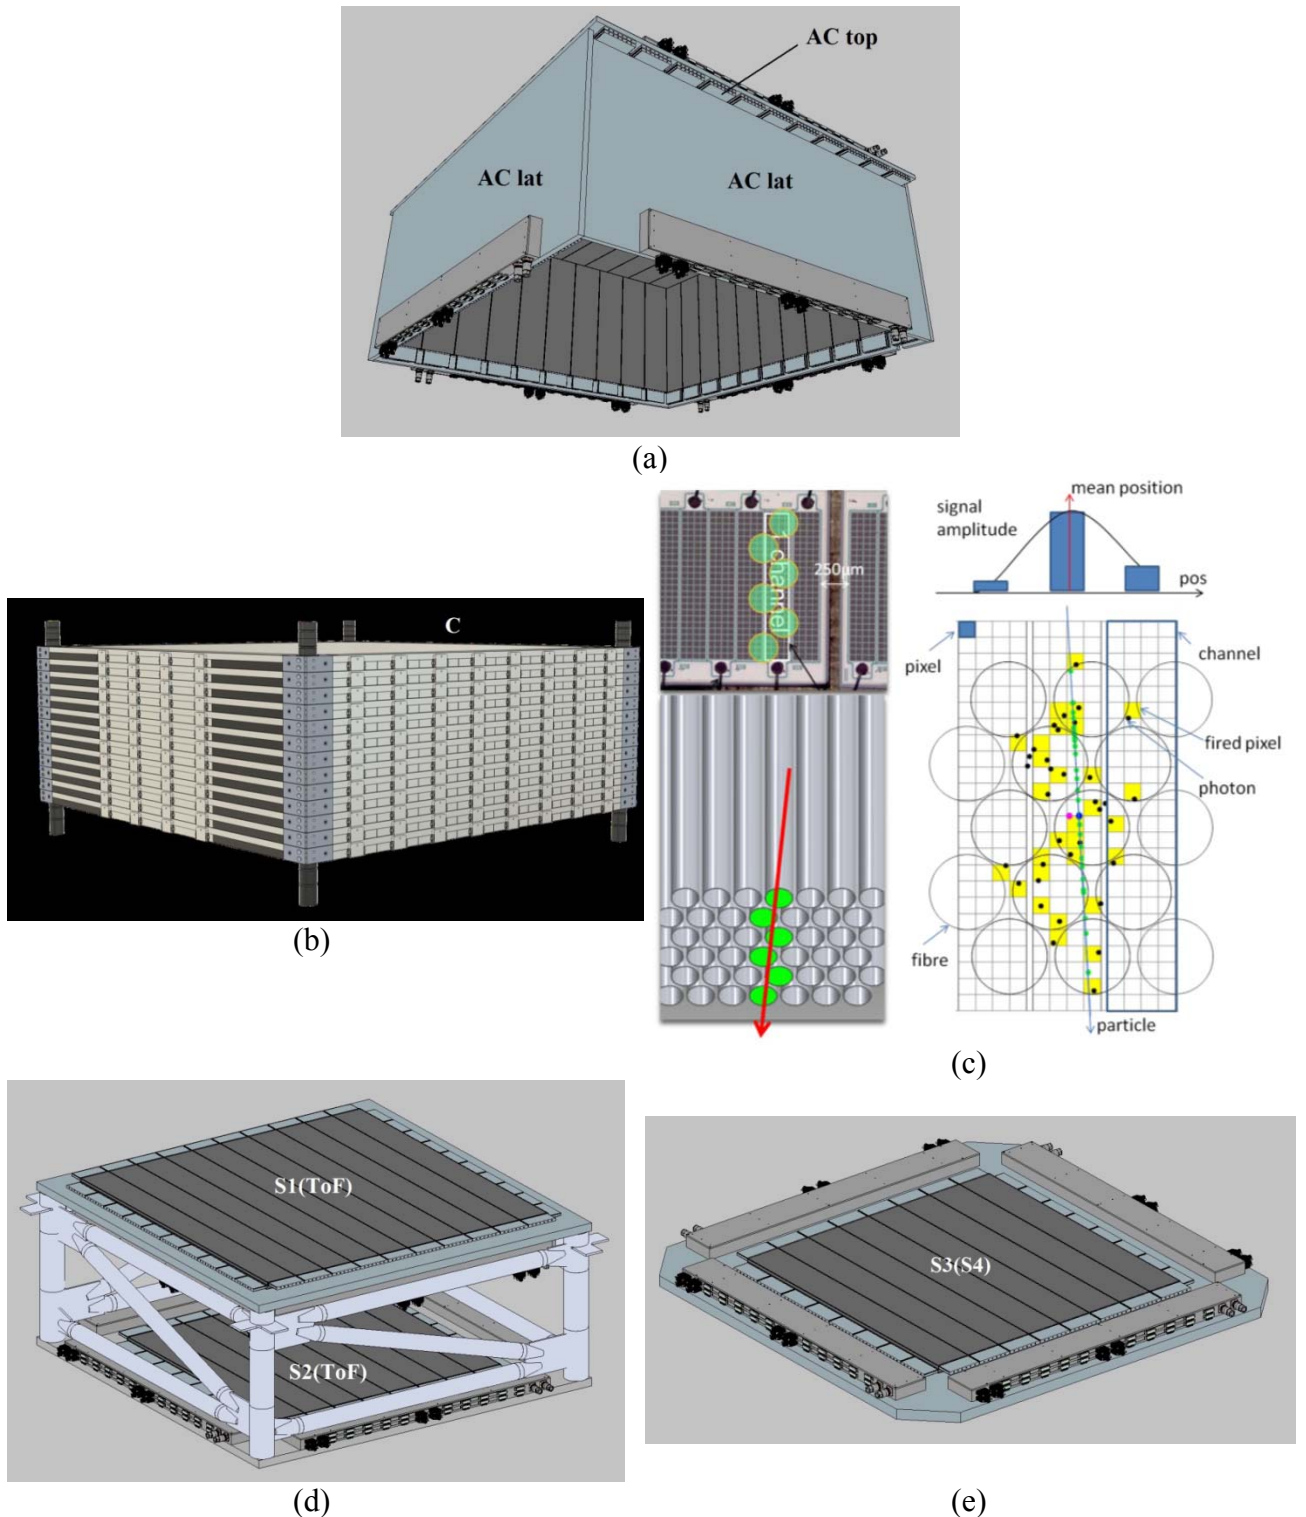 AC top
AC lat
AC lat
(a)
C
(b)
1 channel
250μm
mean position
signal
amplitude
pos
pixel
channel
fired pixel
photon
fibre
particle
(c)
S1(ToF)
S2(ToF)
(d)
S3(S4)
(e)